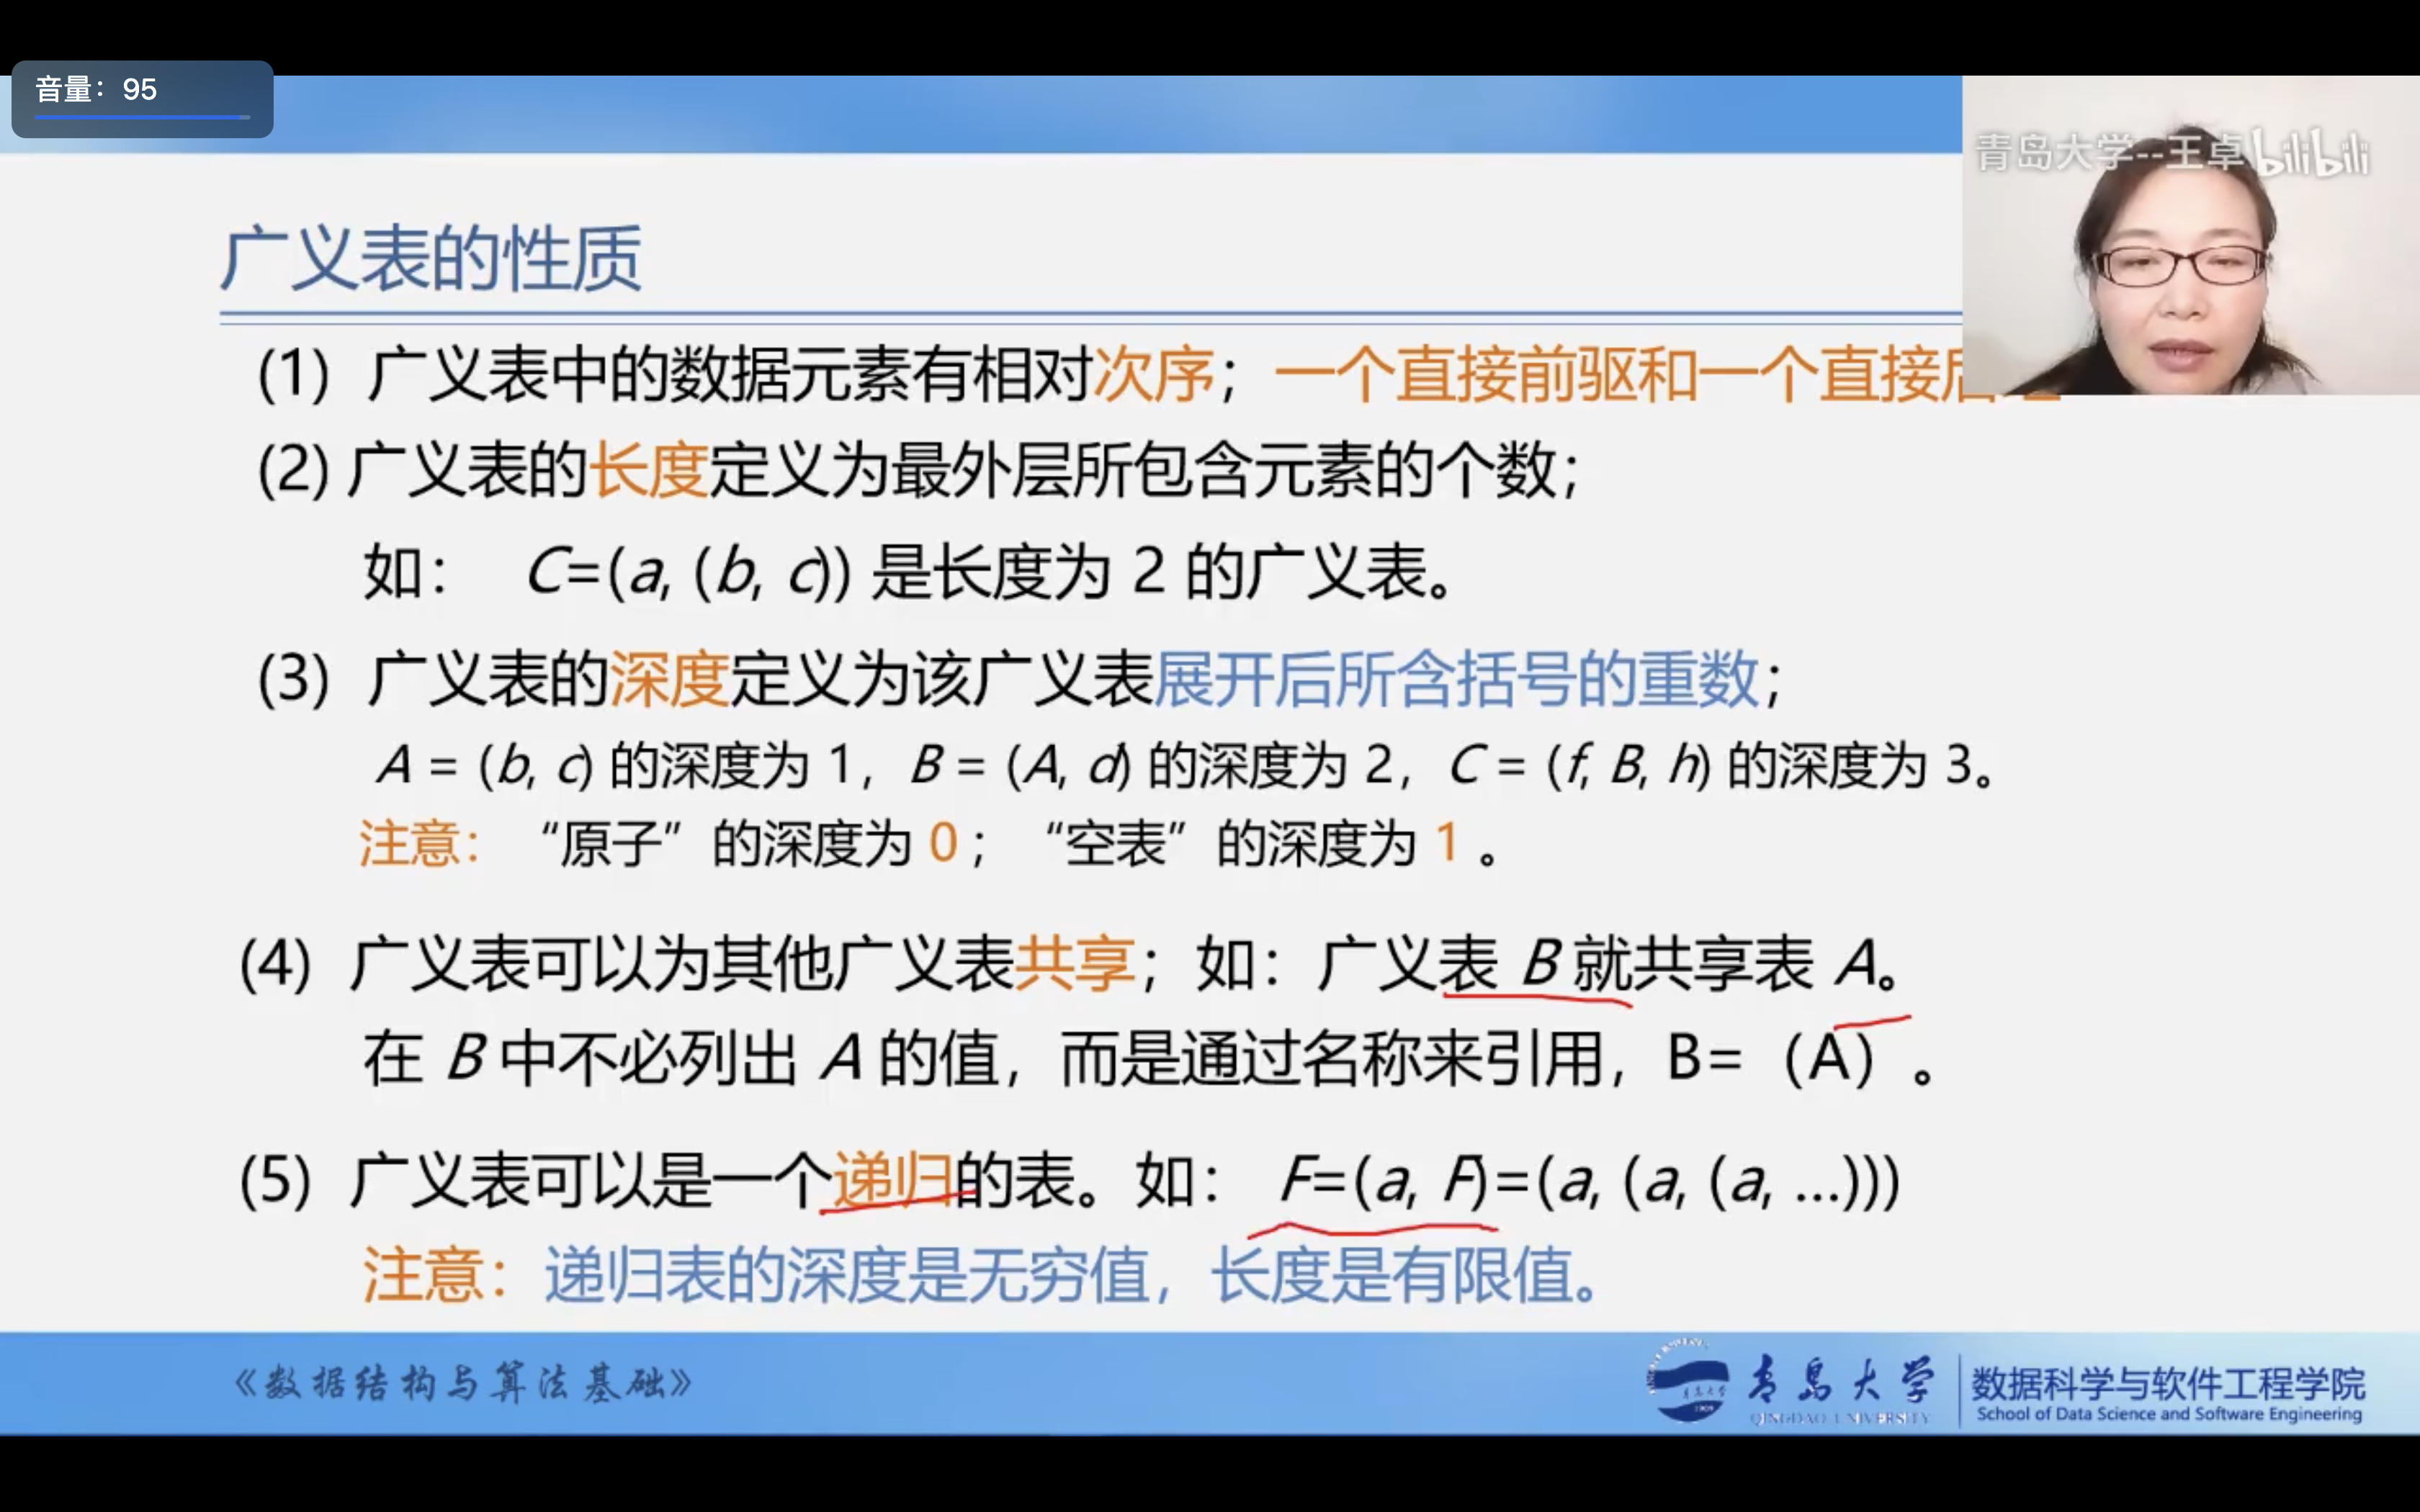 音量：95
青岛大学--王卓 bilibili
广义表的性质
(1) 广义表中的数据元素有相对次序；一个直接前驱和一个直接后
(2) 广义表的长度定义为最外层所包含元素的个数；
如： C=(a, (b, c)) 是长度为 2 的广义表。
(3) 广义表的深度定义为该广义表展开后所含括号的重数；
A = (b, c) 的深度为 1，B = (A, d) 的深度为 2，C = (f, B, h) 的深度为 3。
注意：“原子”的深度为 0；“空表”的深度为 1。
(4) 广义表可以为其他广义表共享；如：广义表 B 就共享表 A。
在 B 中不必列出 A 的值，而是通过名称来引用，B=（A）。
(5) 广义表可以是一个递归的表。如： F=(a, F)=(a, (a, (a, …)))
注意：递归表的深度是无穷值，长度是有限值。
《数据结构与算法基础》
青岛大学
QINGDAO UNIVERSITY
数据科学与软件工程学院
School of Data Science and Software Engineering